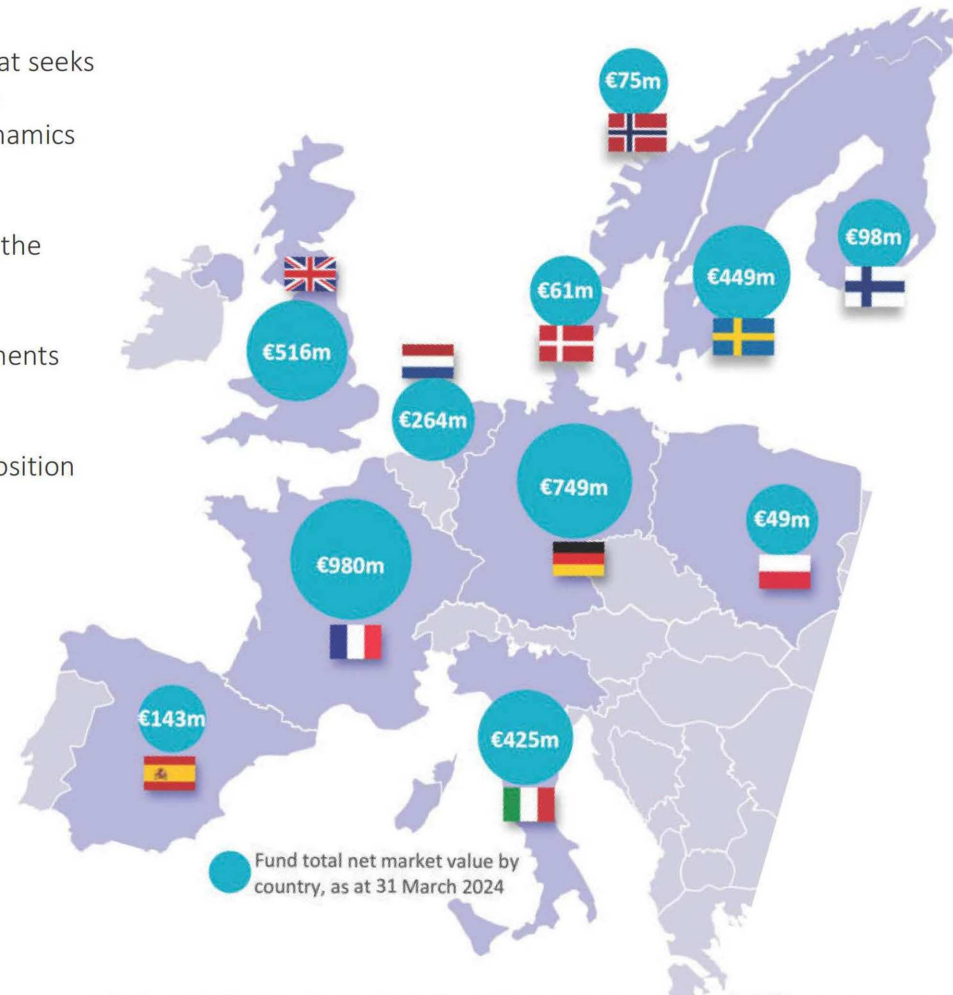 at seeks
namics
the
nents
osition
€75m
€98m
€449m
€61m
€516m
€264m
€749m
€49m
€980m
€143m
€425m
Fund total net market value by
country, as at 31 March 2024